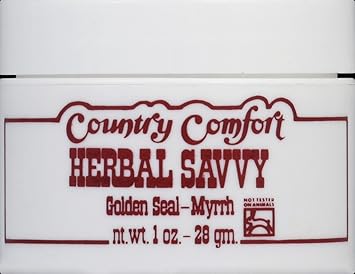 Country Comfort
HERBAL SAVVY
Golden Seal-Myrrh
NOT TESTED
ON ANIMALS
nt. wt. 1 oz. - 28 gm.